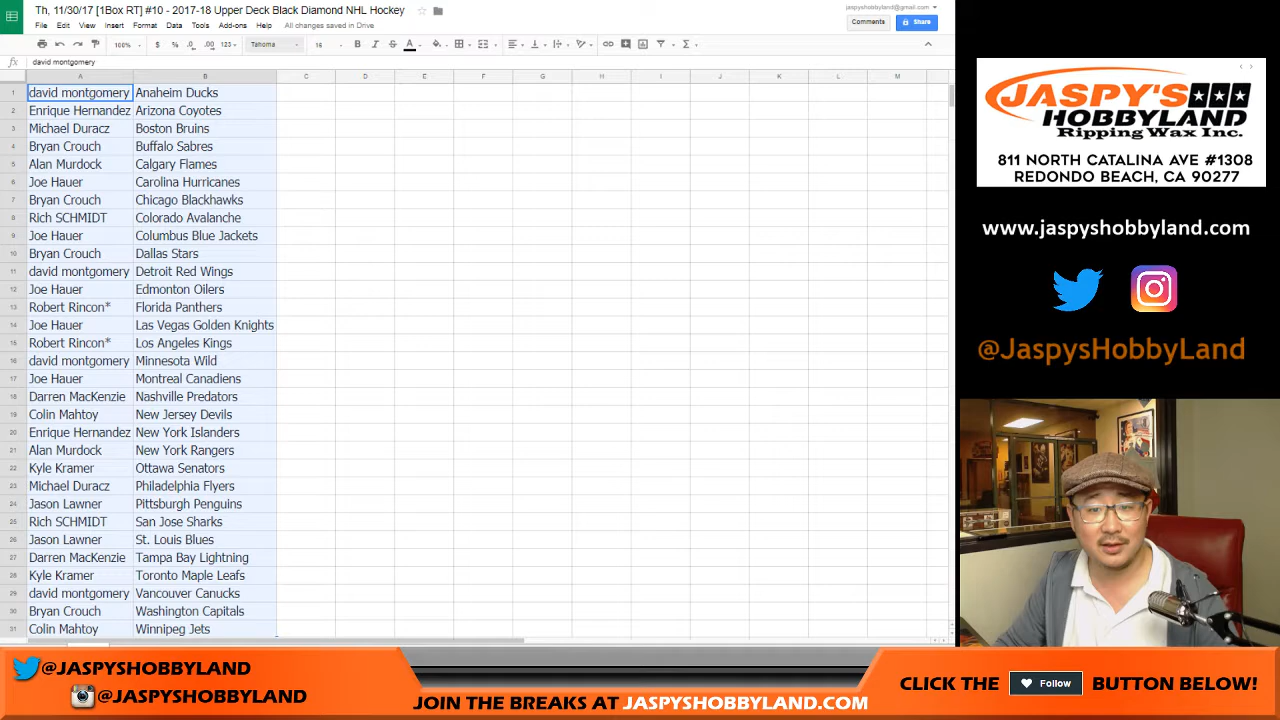 Th, 11/30/17 [1Box RT] #10 - 2017-18 Upper Deck Black Diamond NHL Hockey
jaspyhobbyland@gmail.com
File Edit View Insert Format Data Tools Add-ons Help All changes saved in Drive
Comments Share
100% $ % .0 .00 123 Tahoma 16
fx david montgomery
A B C D E F G H I J K L M
1 david montgomery Anaheim Ducks
2 Enrique Hernandez Arizona Coyotes
3 Michael Duracz Boston Bruins
4 Bryan Crouch Buffalo Sabres
5 Alan Murdock Calgary Flames
6 Joe Hauer Carolina Hurricanes
7 Bryan Crouch Chicago Blackhawks
8 Rich SCHMIDT Colorado Avalanche
9 Joe Hauer Columbus Blue Jackets
10 Bryan Crouch Dallas Stars
11 david montgomery Detroit Red Wings
12 Joe Hauer Edmonton Oilers
13 Robert Rincon* Florida Panthers
14 Joe Hauer Las Vegas Golden Knights
15 Robert Rincon* Los Angeles Kings
16 david montgomery Minnesota Wild
17 Joe Hauer Montreal Canadiens
18 Darren MacKenzie Nashville Predators
19 Colin Mahtoy New Jersey Devils
20 Enrique Hernandez New York Islanders
21 Alan Murdock New York Rangers
22 Kyle Kramer Ottawa Senators
23 Michael Duracz Philadelphia Flyers
24 Jason Lawner Pittsburgh Penguins
25 Rich SCHMIDT San Jose Sharks
26 Jason Lawner St. Louis Blues
27 Darren MacKenzie Tampa Bay Lightning
28 Kyle Kramer Toronto Maple Leafs
29 david montgomery Vancouver Canucks
30 Bryan Crouch Washington Capitals
31 Colin Mahtoy Winnipeg Jets
JASPY'S
HOBBYLAND
Ripping Wax Inc.
811 NORTH CATALINA AVE #1308
REDONDO BEACH, CA 90277
www.jaspyshobbyland.com
@JaspysHobbyLand
@JASPYSHOBBYLAND
@JASPYSHOBBYLAND
JOIN THE BREAKS AT JASPYSHOBBYLAND.COM
CLICK THE Follow BUTTON BELOW!